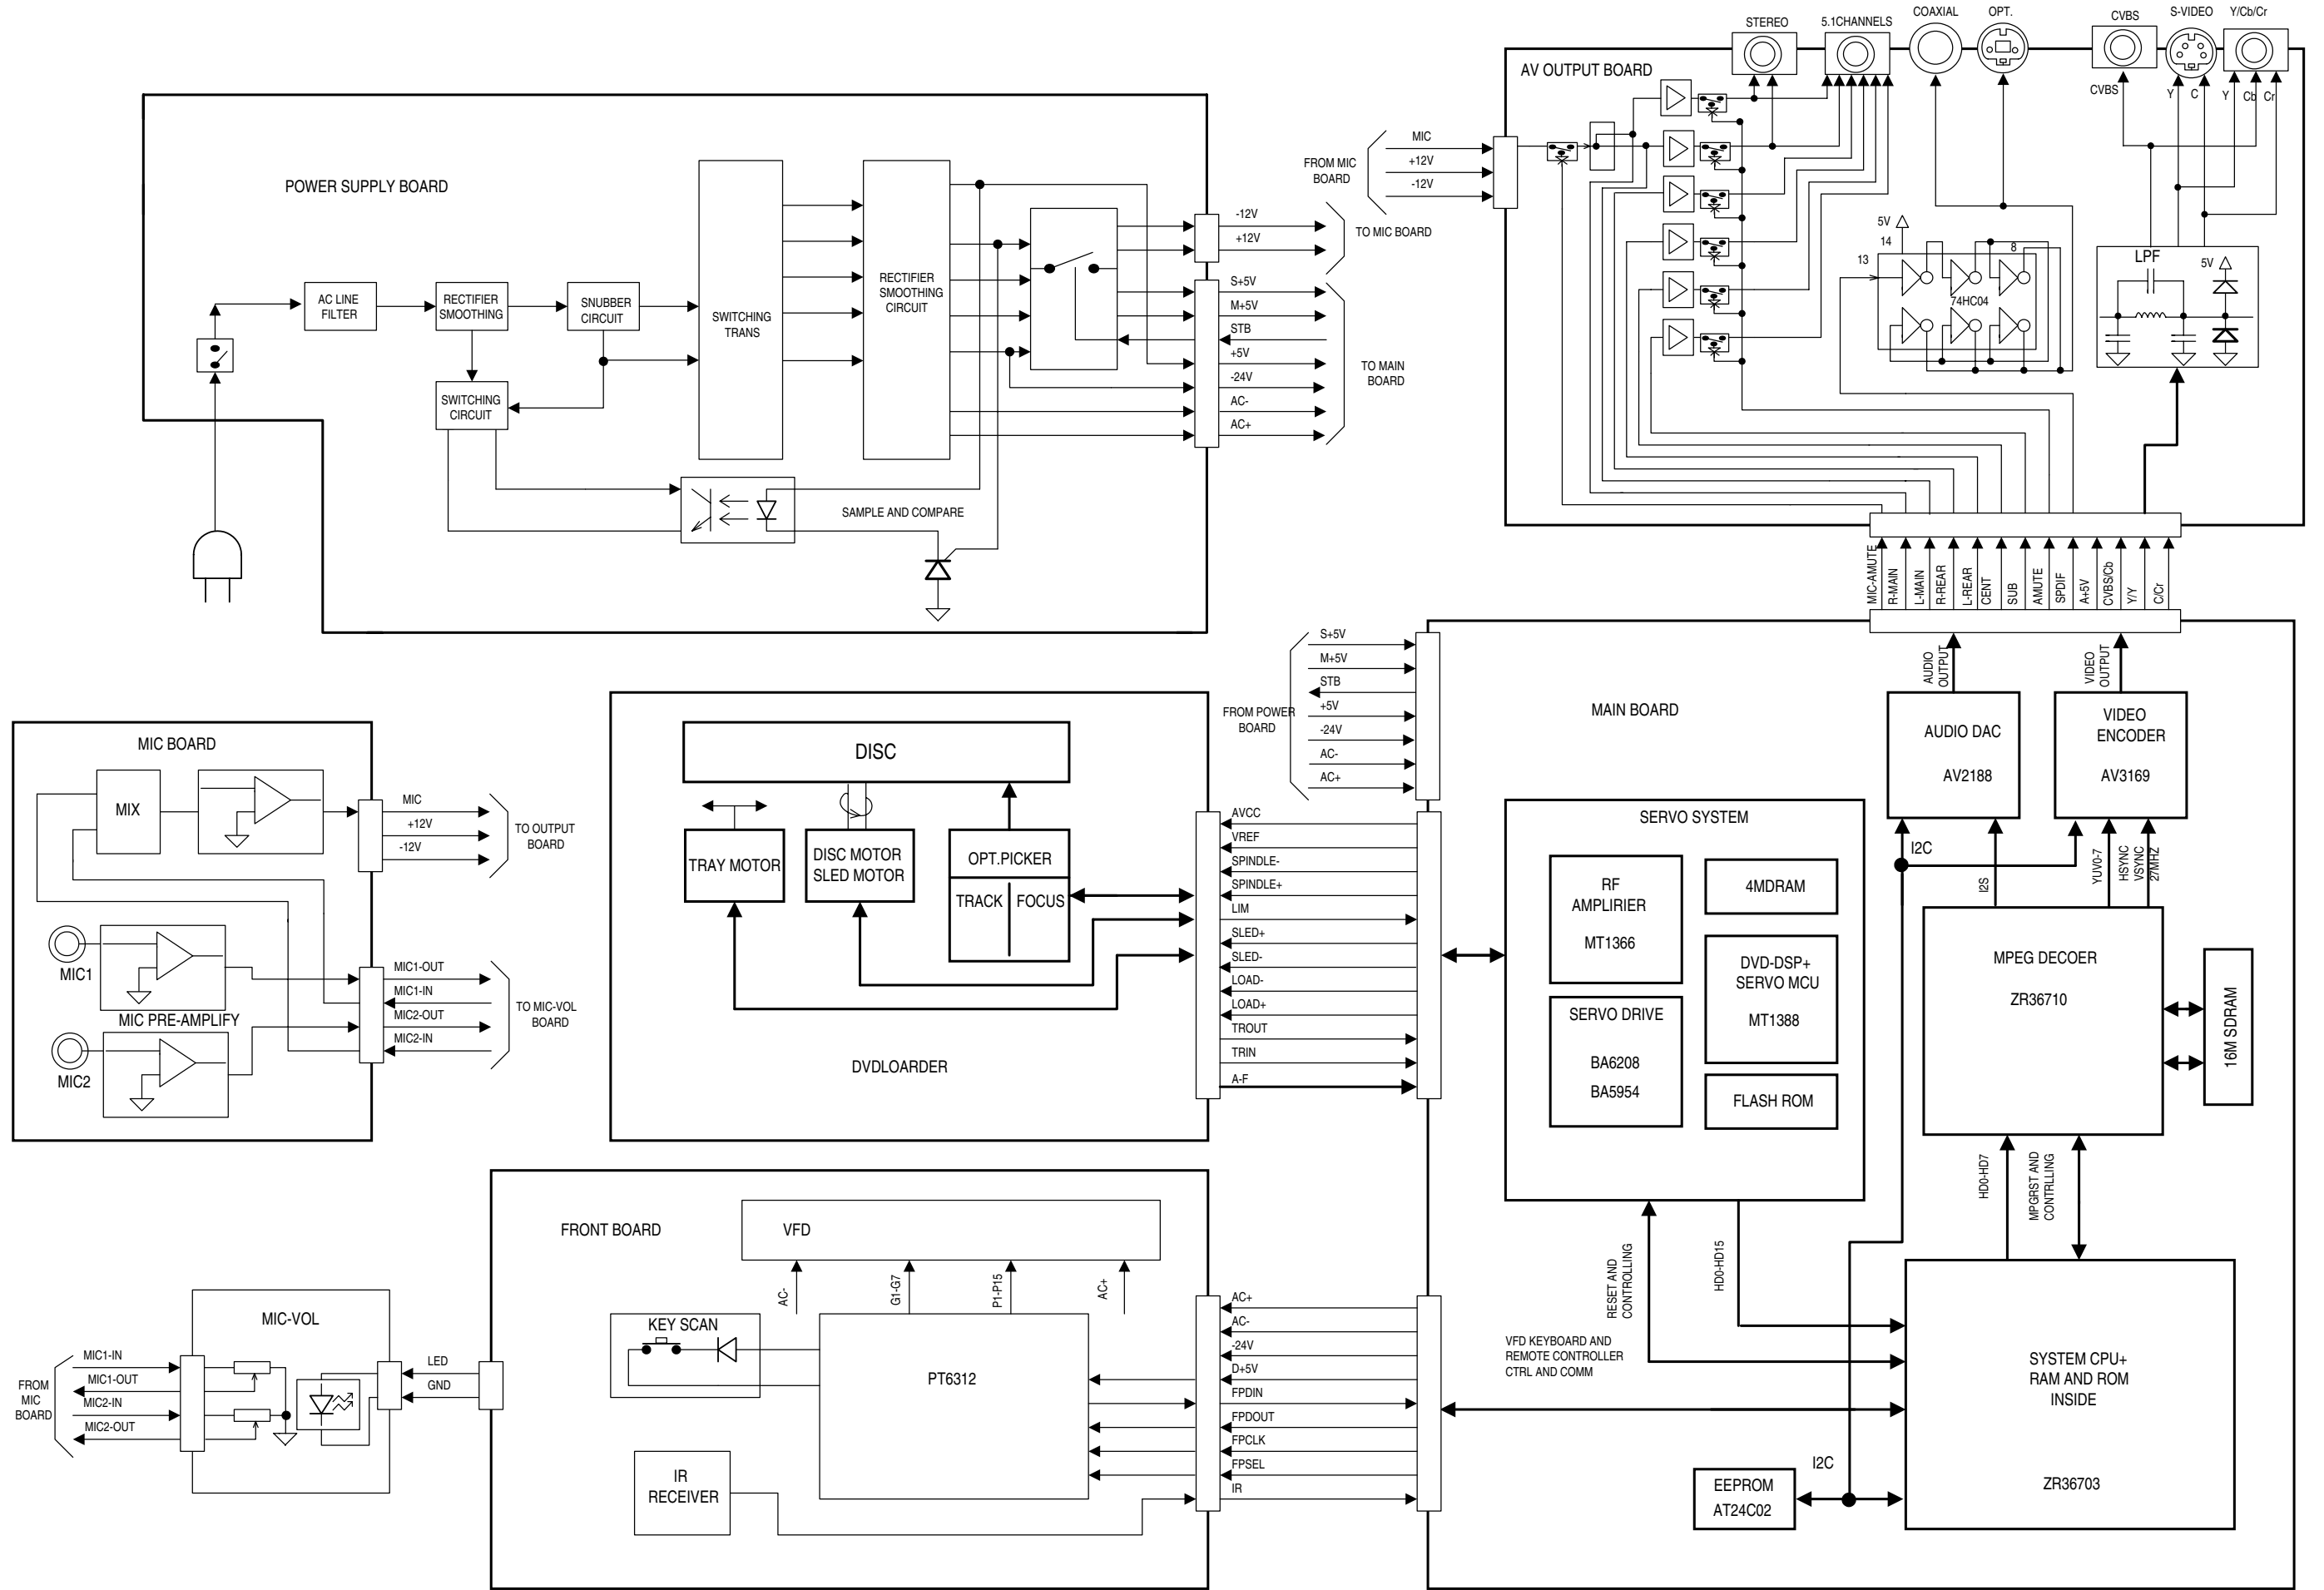 STEREO
5.1CHANNELS
COAXIAL
OPT.
CVBS
S-VIDEO
Y/Cb/Cr
AV OUTPUT BOARD
CVBS
Y
C
Y
Cb
Cr
FROM MIC
BOARD
MIC
+12V
-12V
5V
14
13
8
74HC04
LPF
5V
POWER SUPPLY BOARD
AC LINE
FILTER
RECTIFIER
SMOOTHING
SNUBBER
CIRCUIT
SWITCHING
CIRCUIT
SWITCHING
TRANS
RECTIFIER
SMOOTHING
CIRCUIT
SAMPLE AND COMPARE
-12V
+12V
TO MIC BOARD
S+5V
M+5V
STB
+5V
-24V
AC-
AC+
TO MAIN
BOARD
MIC-AMUTE
R-MAIN
L-MAIN
R-REAR
L-REAR
CENT
SUB
AMUTE
SPDIF
A+5V
CVBS/Cb
Y/Y
C/Cr
MIC BOARD
MIX
MIC
+12V
-12V
TO OUTPUT
BOARD
MIC1
MIC PRE-AMPLIFY
MIC2
MIC1-OUT
MIC1-IN
MIC2-OUT
MIC2-IN
TO MIC-VOL
BOARD
DISC
TRAY MOTOR
DISC MOTOR
SLED MOTOR
OPT.PICKER
TRACK
FOCUS
DVDLOARDER
FROM POWER
BOARD
S+5V
M+5V
STB
+5V
-24V
AC-
AC+
AVCC
VREF
SPINDLE-
SPINDLE+
LIM
SLED+
SLED-
LOAD-
LOAD+
TROUT
TRIN
A-F
MAIN BOARD
AUDIO
OUTPUT
VIDEO
OUTPUT
AUDIO DAC
AV2188
VIDEO
ENCODER
AV3169
I2C
I2S
YUV0-7
HSYNC
VSYNC
27MHZ
SERVO SYSTEM
RF
AMPLIRIER
MT1366
4MDRAM
DVD-DSP+
SERVO MCU
MT1388
SERVO DRIVE
BA6208
BA5954
FLASH ROM
MPEG DECOER
ZR36710
16M SDRAM
HD0-HD7
MPGRST AND
CONTRLLING
RESET AND
CONTROLLING
HD0-HD15
VFD KEYBOARD AND
REMOTE CONTROLLER
CTRL AND COMM
SYSTEM CPU+
RAM AND ROM
INSIDE
ZR36703
I2C
EEPROM
AT24C02
FRONT BOARD
VFD
AC-
G1-G7
P1-P15
AC+
KEY SCAN
PT6312
IR
RECEIVER
AC+
AC-
-24V
D+5V
FPDIN
FPDOUT
FPCLK
FPSEL
IR
MIC-VOL
FROM
MIC
BOARD
MIC1-IN
MIC1-OUT
MIC2-IN
MIC2-OUT
LED
GND